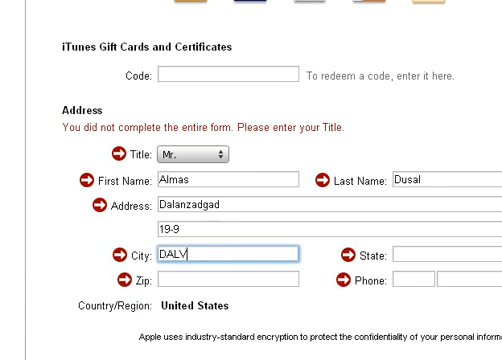 iTunes Gift Cards and Certificates
Code: To redeem a code, enter it here.
Address
You did not complete the entire form. Please enter your Title.
Title: Mr.
First Name: Almas Last Name: Dusal
Address: Dalanzadgad
19-9
City: DALV State:
Zip: Phone:
Country/Region: United States
Apple uses industry-standard encryption to protect the confidentiality of your personal